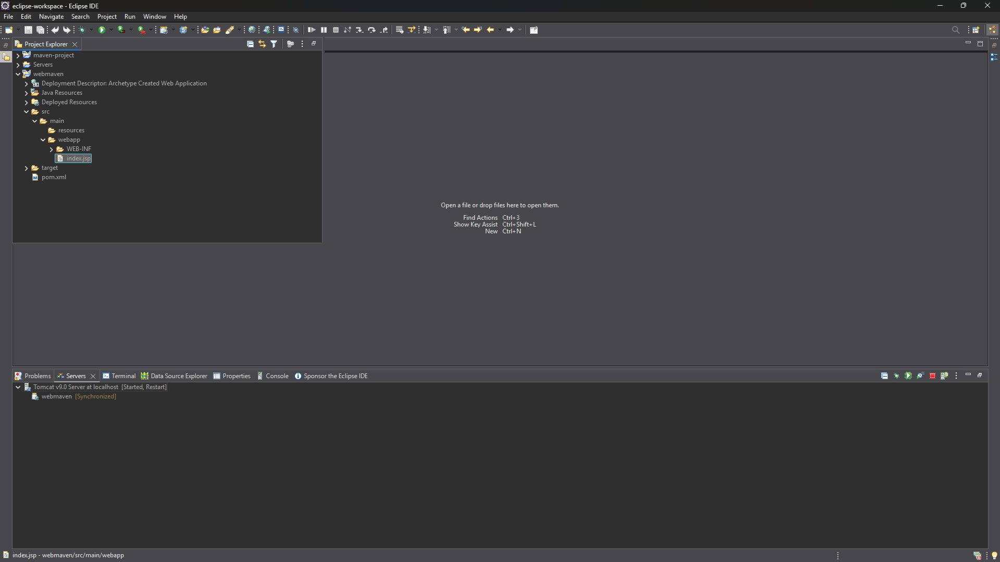 eclipse-workspace - Eclipse IDE
File Edit Navigate Search Project Run Window Help
Project Explorer
maven-project
Servers
webmaven
Deployment Descriptor: Archetype Created Web Application
Java Resources
Deployed Resources
src
main
resources
webapp
WEB-INF
index.jsp
target
pom.xml
Open a file or drop files here to open them.
Find Actions Ctrl+3
Show Key Assist Ctrl+Shift+L
New Ctrl+N
Problems Servers Terminal Data Source Explorer Properties Console Sponsor the Eclipse IDE
Tomcat v9.0 Server at localhost [Started, Restart]
webmaven [Synchronized]
index.jsp - webmaven/src/main/webapp